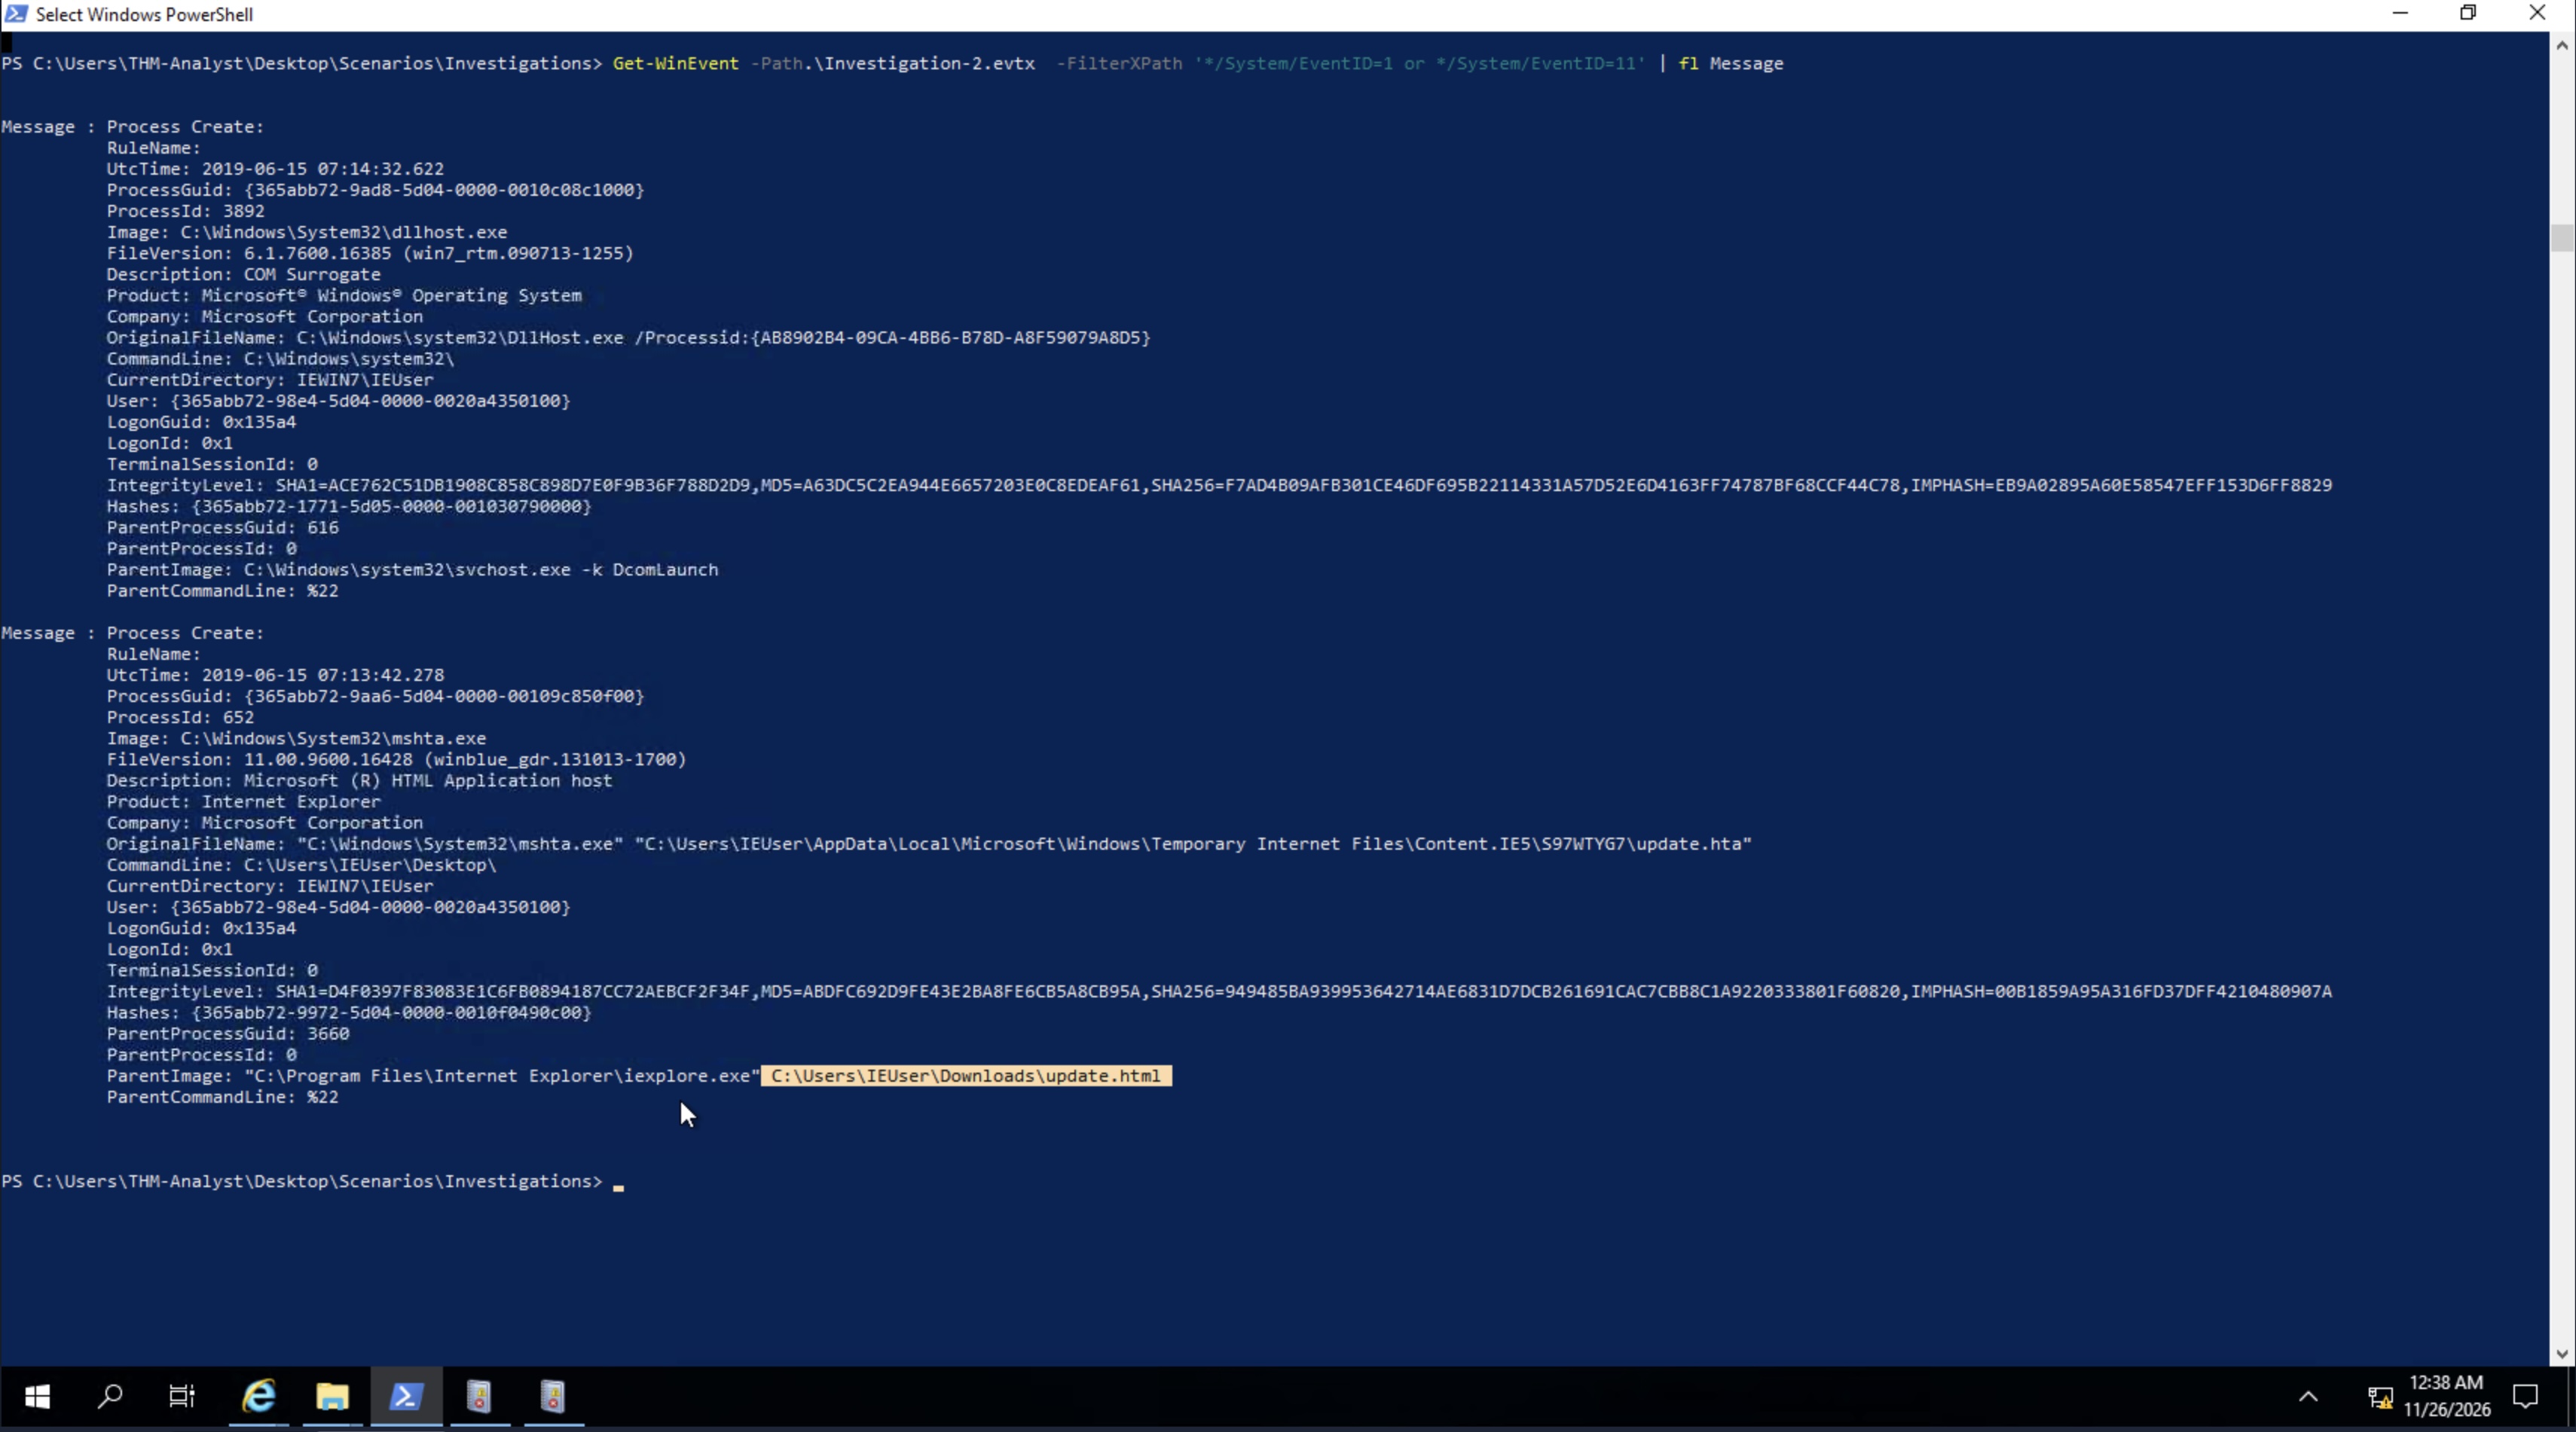 Select Windows PowerShell
PS C:\Users\THM-Analyst\Desktop\Scenarios\Investigations> Get-WinEvent -Path.\Investigation-2.evtx  -FilterXPath '*/System/EventID=1 or */System/EventID=11' | fl Message
Message : Process Create:
RuleName:
UtcTime: 2019-06-15 07:14:32.622
ProcessGuid: {365abb72-9ad8-5d04-0000-0010c08c1000}
ProcessId: 3892
Image: C:\Windows\System32\dllhost.exe
FileVersion: 6.1.7600.16385 (win7_rtm.090713-1255)
Description: COM Surrogate
Product: Microsoft® Windows® Operating System
Company: Microsoft Corporation
OriginalFileName: C:\Windows\system32\DllHost.exe /Processid:{AB8902B4-09CA-4BB6-B78D-A8F59079A8D5}
CommandLine: C:\Windows\system32\
CurrentDirectory: IEWIN7\IEUser
User: {365abb72-98e4-5d04-0000-0020a4350100}
LogonGuid: 0x135a4
LogonId: 0x1
TerminalSessionId: 0
IntegrityLevel: SHA1=ACE762C51DB1908C858C898D7E0F9B36F788D2D9,MD5=A63DC5C2EA944E6657203E0C8EDEAF61,SHA256=F7AD4B09AFB301CE46DF695B22114331A57D52E6D4163FF74787BF68CCF44C78,IMPHASH=EB9A02895A60E58547EFF153D6FF8829
Hashes: {365abb72-1771-5d05-0000-001030790000}
ParentProcessGuid: 616
ParentProcessId: 0
ParentImage: C:\Windows\system32\svchost.exe -k DcomLaunch
ParentCommandLine: %22
Message : Process Create:
RuleName:
UtcTime: 2019-06-15 07:13:42.278
ProcessGuid: {365abb72-9aa6-5d04-0000-00109c850f00}
ProcessId: 652
Image: C:\Windows\System32\mshta.exe
FileVersion: 11.00.9600.16428 (winblue_gdr.131013-1700)
Description: Microsoft (R) HTML Application host
Product: Internet Explorer
Company: Microsoft Corporation
OriginalFileName: "C:\Windows\System32\mshta.exe" "C:\Users\IEUser\AppData\Local\Microsoft\Windows\Temporary Internet Files\Content.IE5\S97WTYG7\update.hta"
CommandLine: C:\Users\IEUser\Desktop\
CurrentDirectory: IEWIN7\IEUser
User: {365abb72-98e4-5d04-0000-0020a4350100}
LogonGuid: 0x135a4
LogonId: 0x1
TerminalSessionId: 0
IntegrityLevel: SHA1=D4F0397F83083E1C6FB0894187CC72AEBCF2F34F,MD5=ABDFC692D9FE43E2BA8FE6CB5A8CB95A,SHA256=949485BA939953642714AE6831D7DCB261691CAC7CBB8C1A9220333801F60820,IMPHASH=00B1859A95A316FD37DFF4210480907A
Hashes: {365abb72-9972-5d04-0000-0010f0490c00}
ParentProcessGuid: 3660
ParentProcessId: 0
ParentImage: "C:\Program Files\Internet Explorer\iexplore.exe" C:\Users\IEUser\Downloads\update.html
ParentCommandLine: %22
PS C:\Users\THM-Analyst\Desktop\Scenarios\Investigations>
12:38 AM
11/26/2026